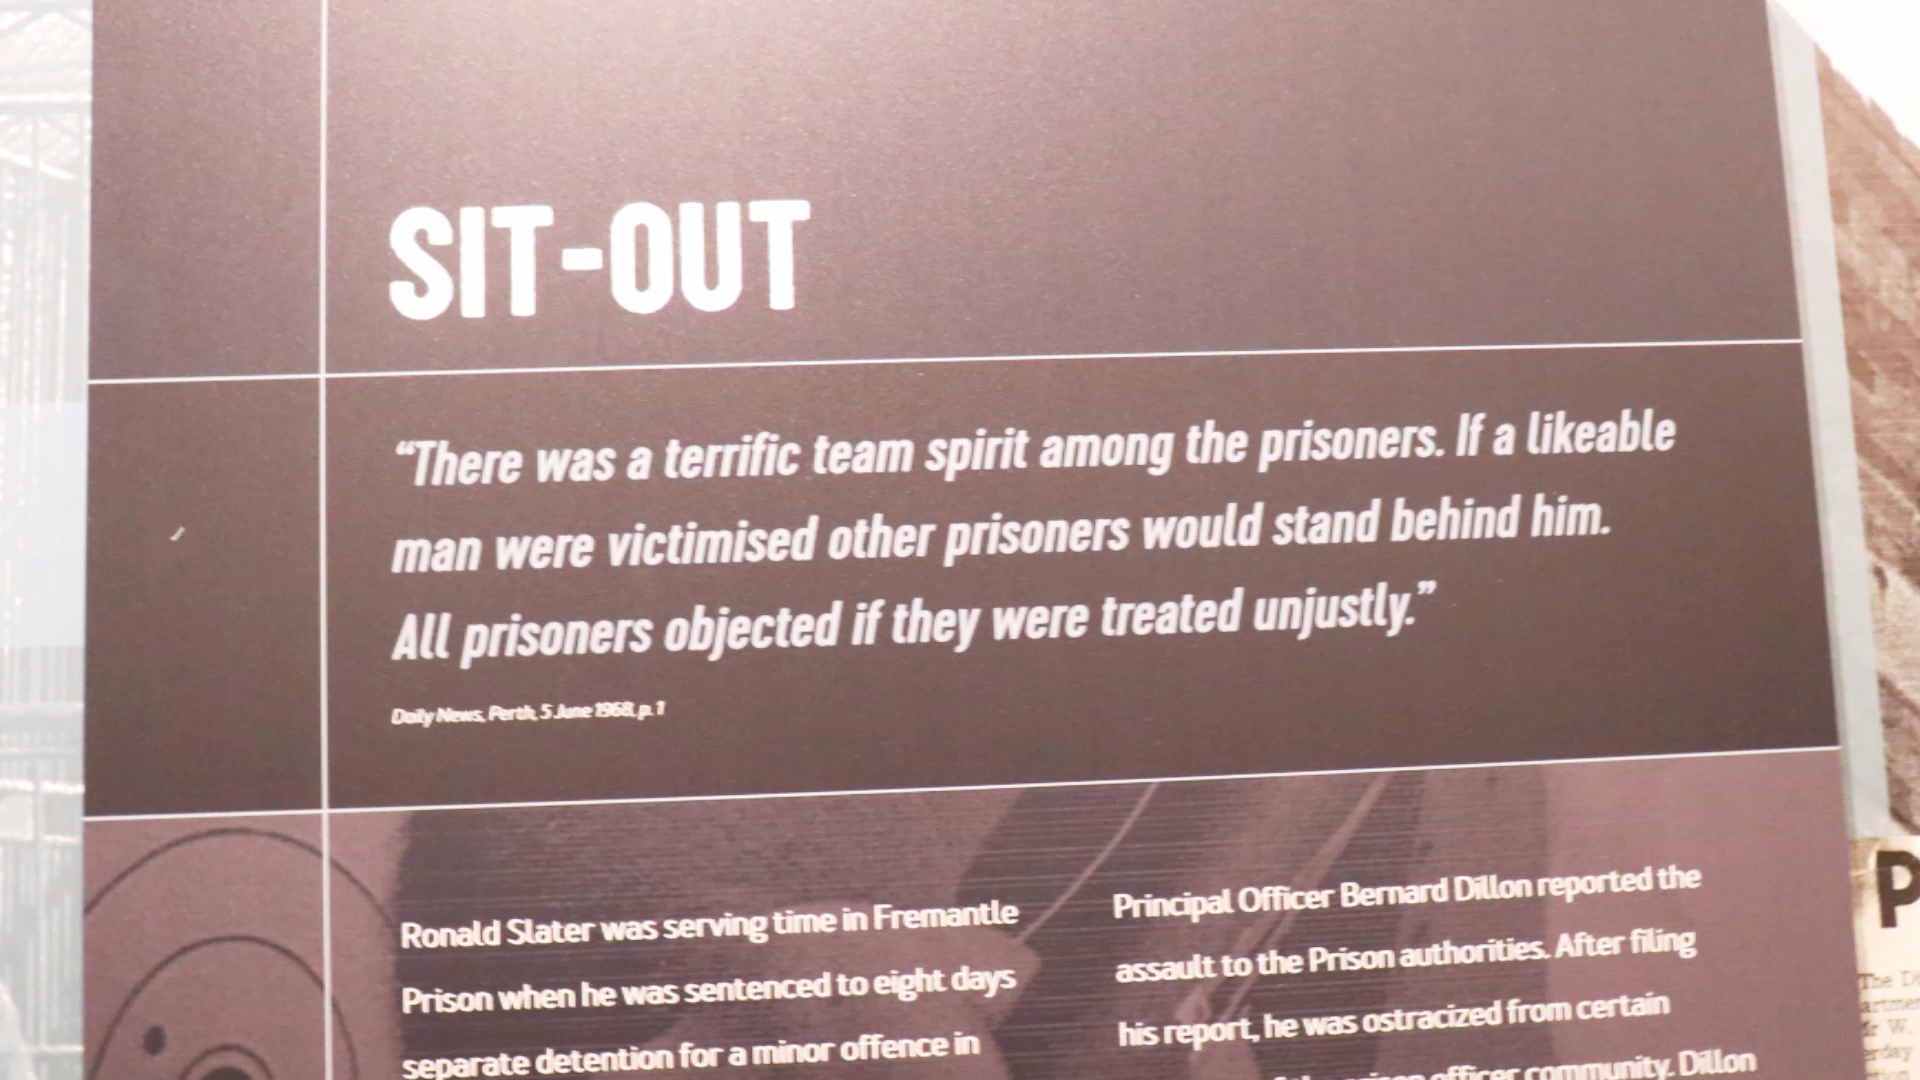 SIT-OUT
“There was a terrific team spirit among the prisoners. If a likeable
man were victimised other prisoners would stand behind him.
All prisoners objected if they were treated unjustly.”
Daily News, Perth, 5 June 1968, p. 1
Ronald Slater was serving time in Fremantle
Prison when he was sentenced to eight days
separate detention for a minor offence in
Principal Officer Bernard Dillon reported the
assault to the Prison authorities. After filing
his report, he was ostracized from certain
officer community. Dillon
P
The
W.